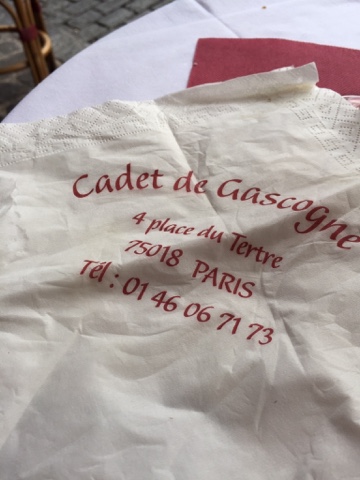 Cadet de Gascogne
4 place du Tertre
75018 PARIS
Tél : 01 46 06 71 73